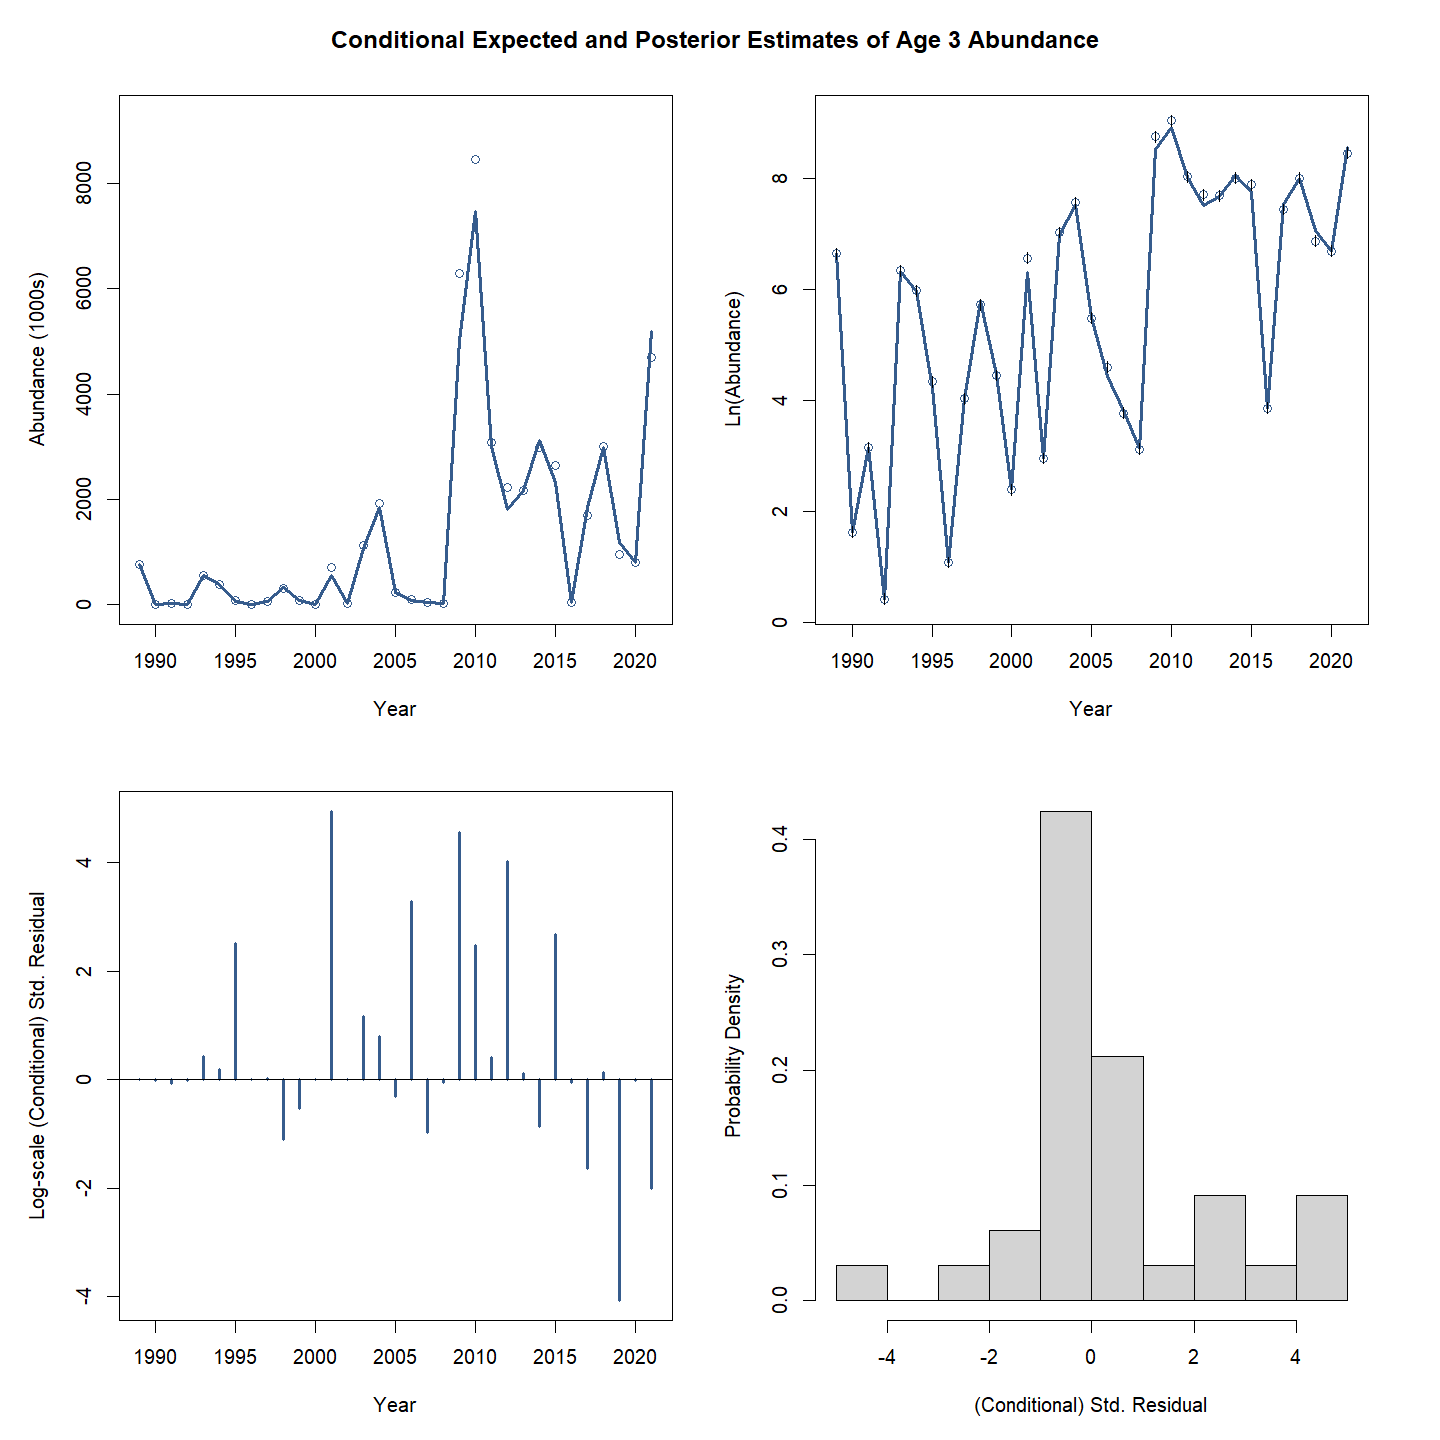 Conditional Expected and Posterior Estimates of Age 3 Abundance
Abundance (1000s)
8000
6000
4000
2000
0
1990 1995 2000 2005 2010 2015 2020
Year
Ln(Abundance)
8
6
4
2
0
1990 1995 2000 2005 2010 2015 2020
Year
Log-scale (Conditional) Std. Residual
4
2
0
-2
-4
1990 1995 2000 2005 2010 2015 2020
Year
Probability Density
0.4
0.3
0.2
0.1
0.0
-4 -2 0 2 4
(Conditional) Std. Residual